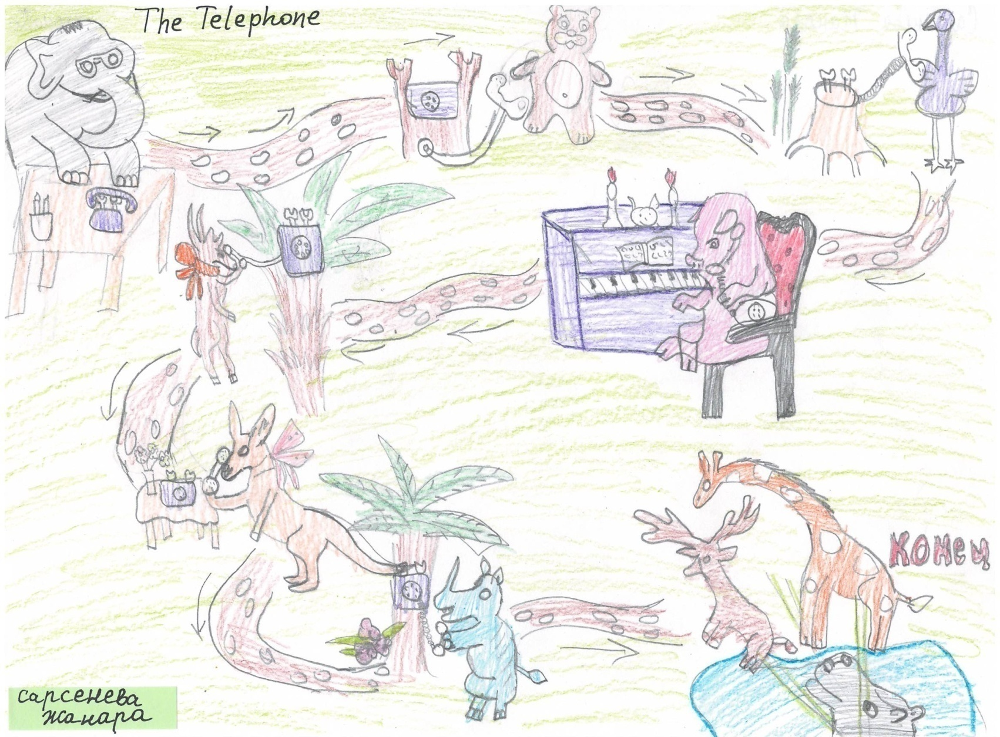 The Telephone
конец
сарсенева
жанара